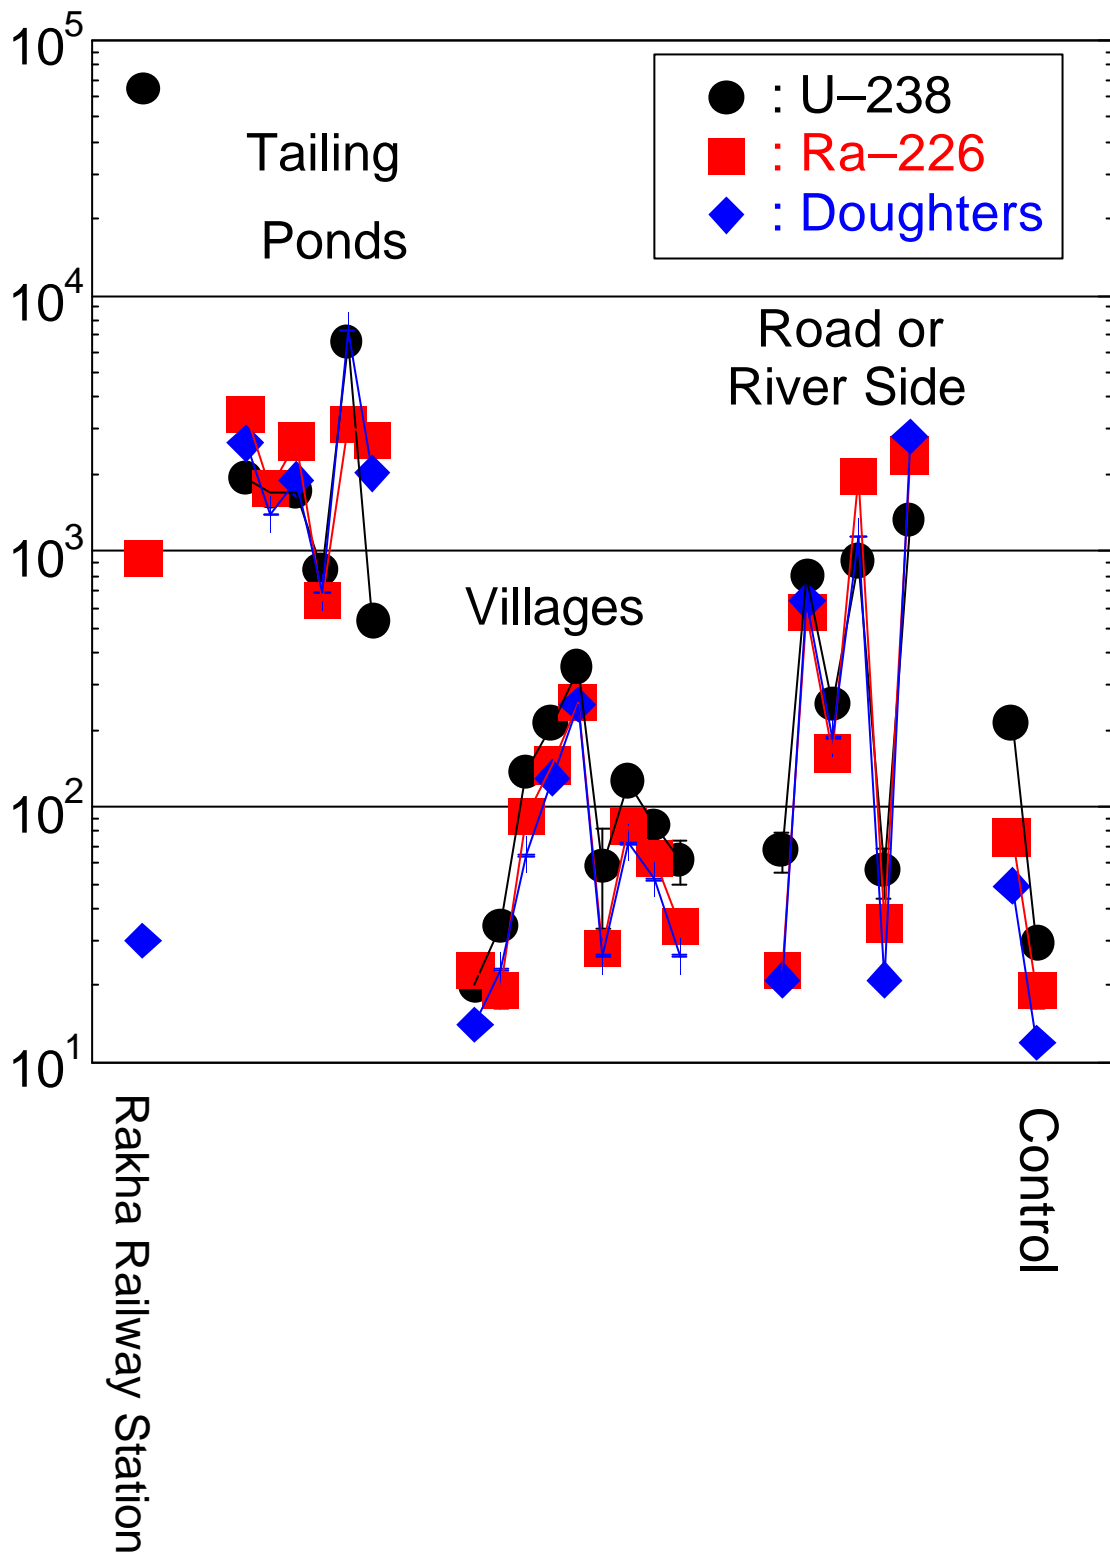 10^5
: U–238
Tailing
: Ra–226
Ponds
: Doughters
10^4
Road or
River Side
10^3
Villages
10^2
10^1
Rakha Railway Station
Control